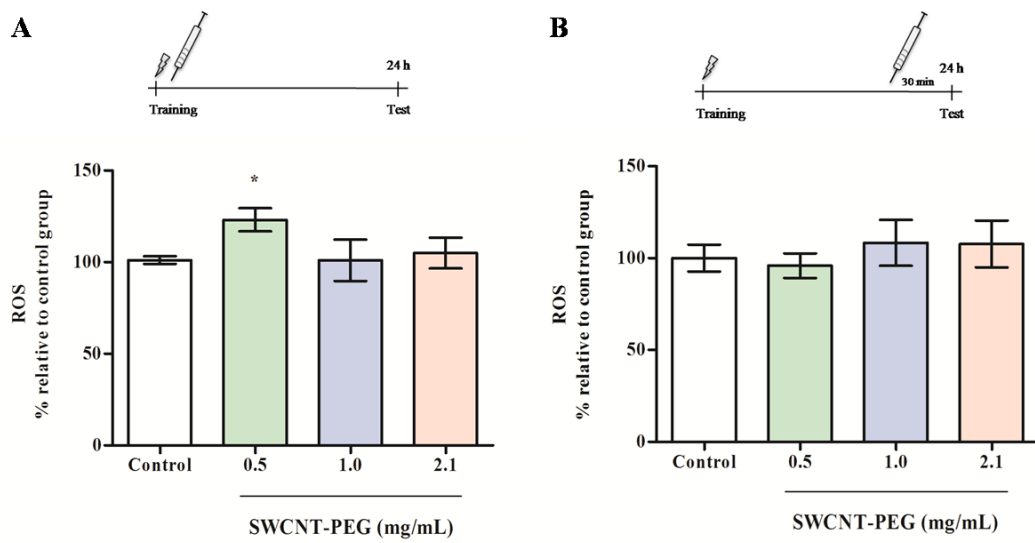 A
24 h
Training
Test
150
*
100
50
0
ROS
% relative to control group
Control
0.5
1.0
2.1
SWCNT-PEG (mg/mL)
B
24 h
30 min
Training
Test
150
100
50
0
ROS
% relative to control group
Control
0.5
1.0
2.1
SWCNT-PEG (mg/mL)